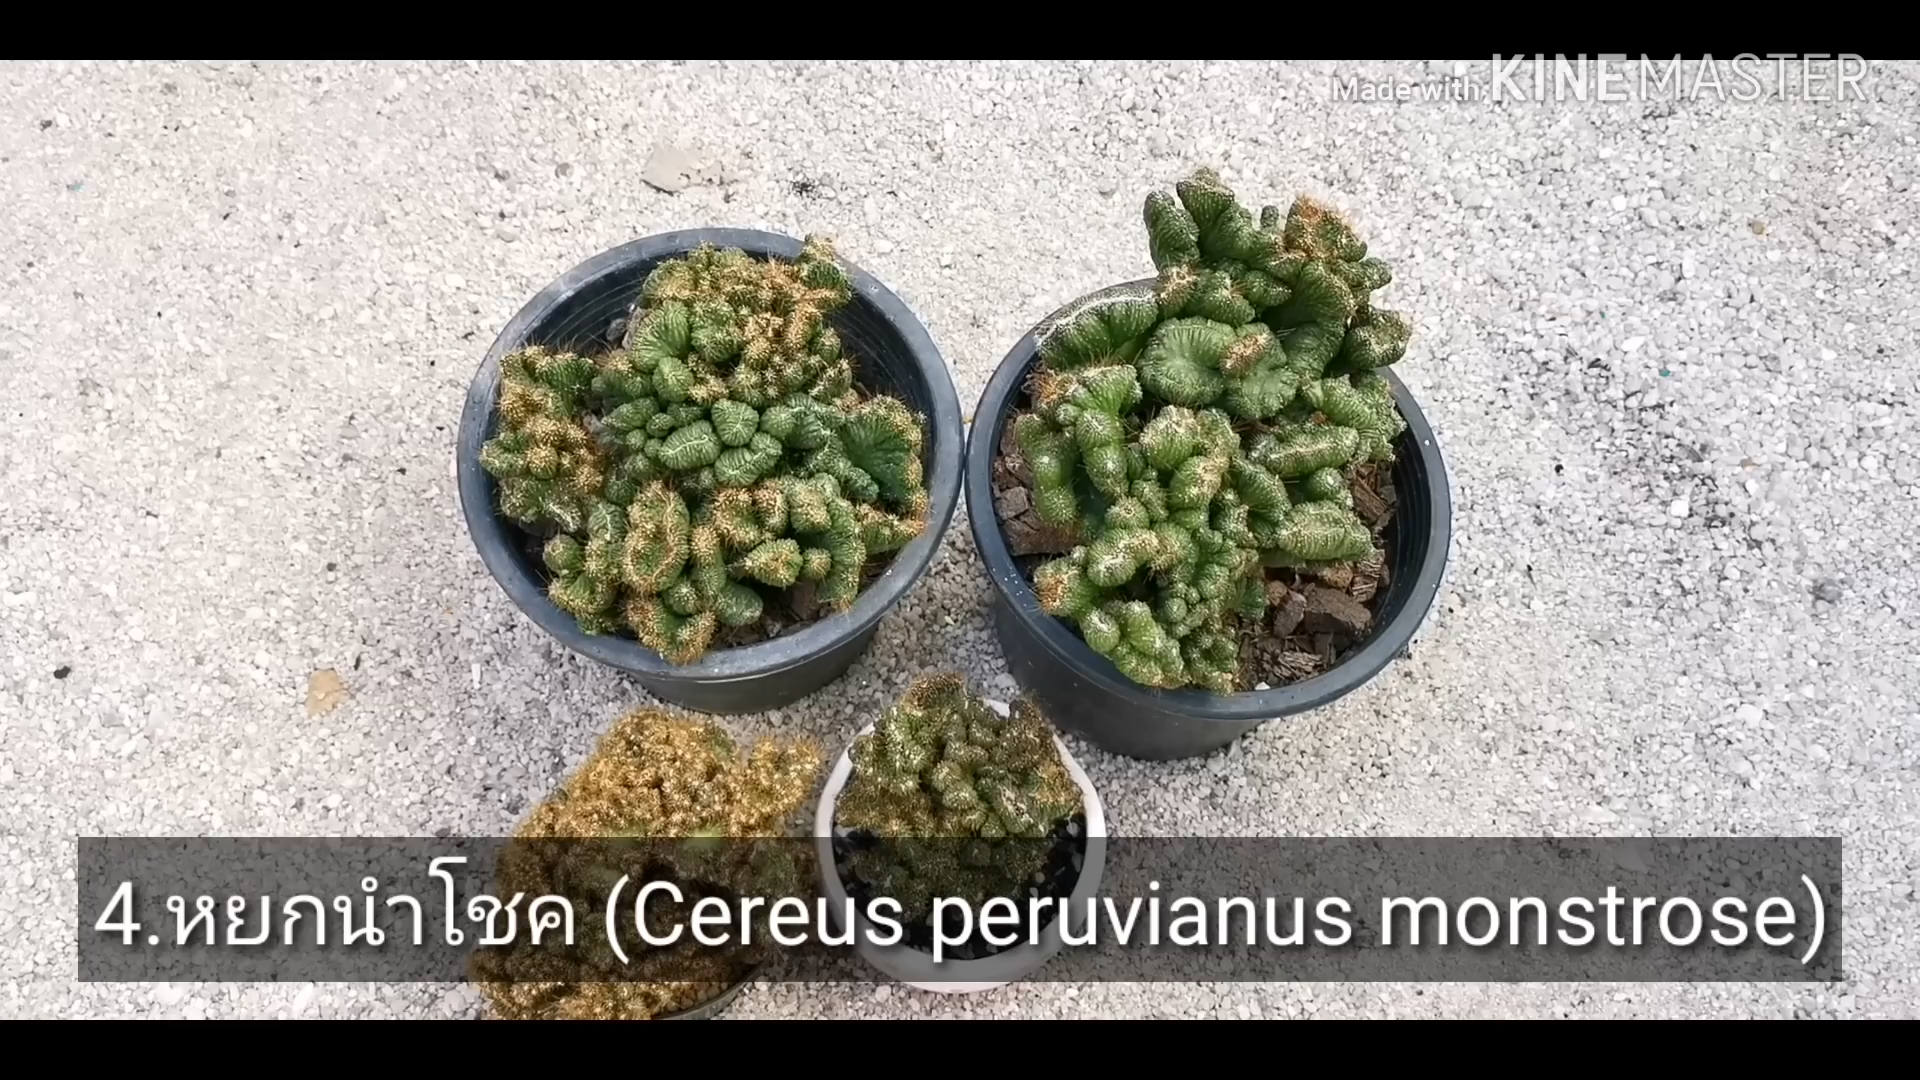 Made with KINEMASTER
4.หยกนำโชค (Cereus peruvianus monstrose)